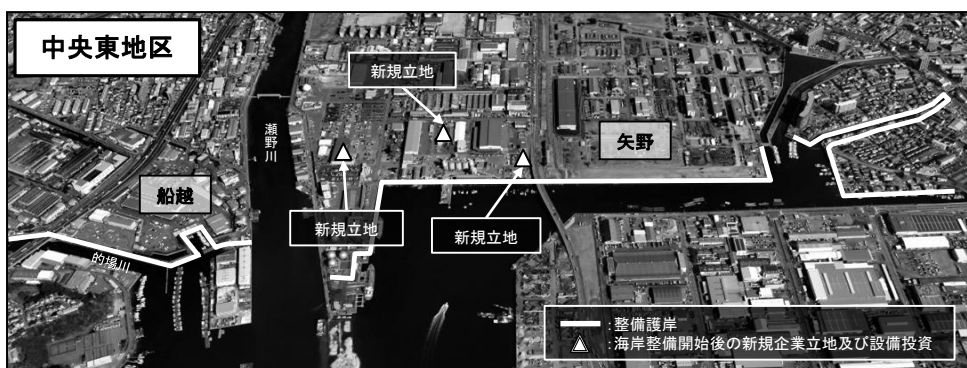 中央東地区
新規立地
瀬野川
矢野
船越
新規立地
新規立地
的場川
:整備護岸
:海岸整備開始後の新規企業立地及び設備投資